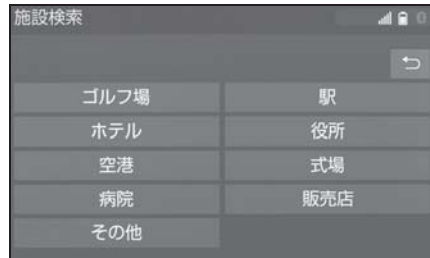 施設検索
ゴルフ場 駅
ホテル 役所
空港 式場
病院 販売店
その他